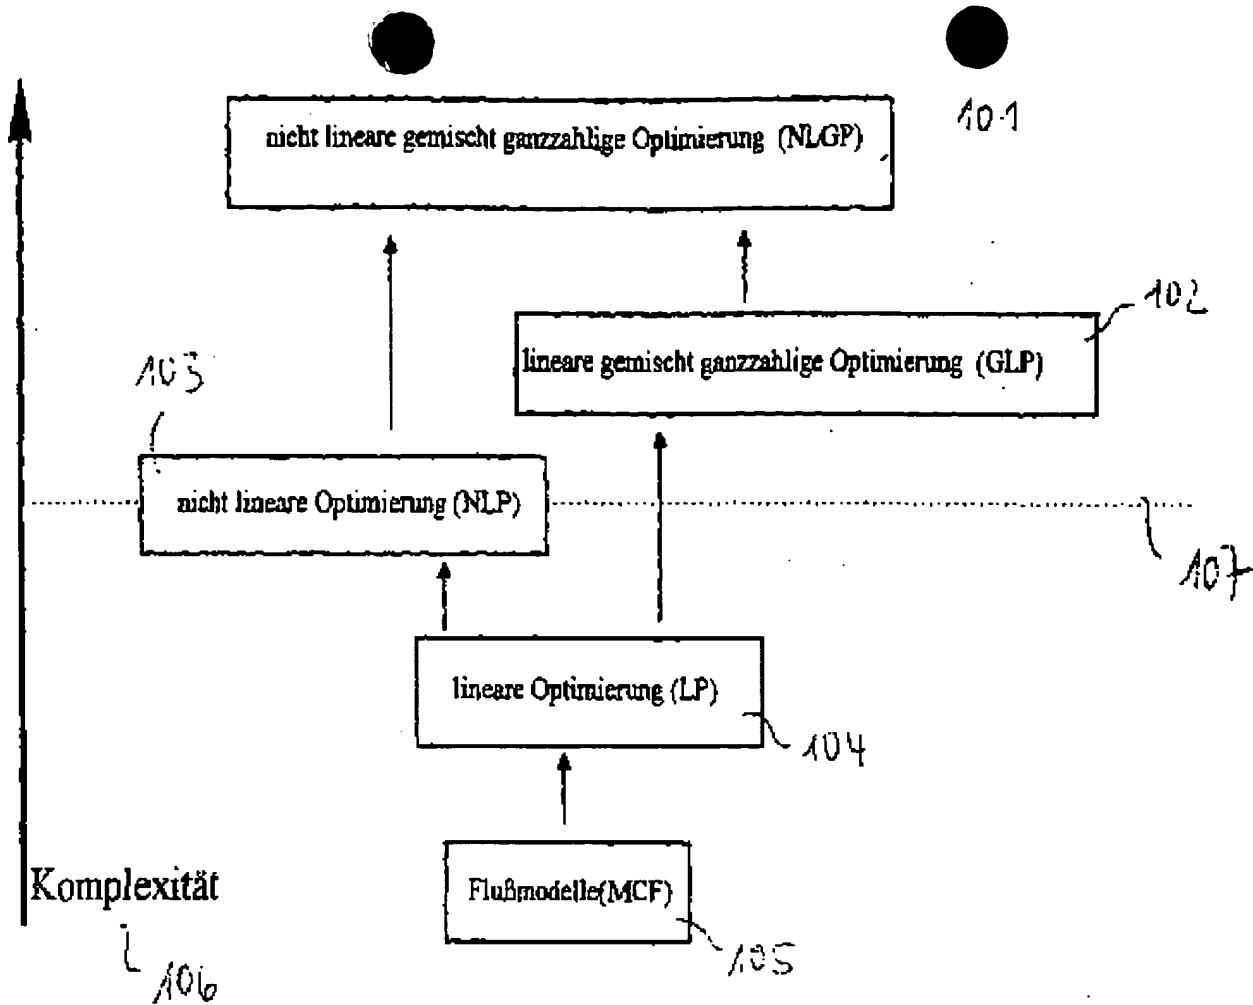 101
nicht lineare gemischt ganzzahlige Optimierung (NLGP)
102
lineare gemischt ganzzahlige Optimierung (GLP)
103
nicht lineare Optimierung (NLP)
107
lineare Optimierung (LP)
104
Flußmodelle(MCF)
105
Komplexität
106